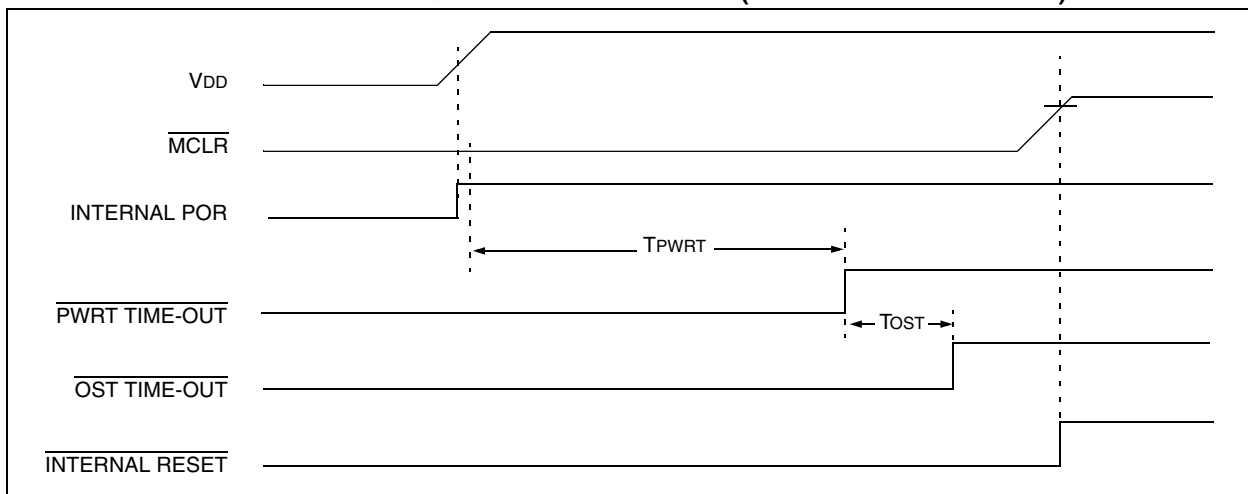 VDD
MCLR
INTERNAL POR
TPWRT
PWRT TIME-OUT
TOST
OST TIME-OUT
INTERNAL RESET